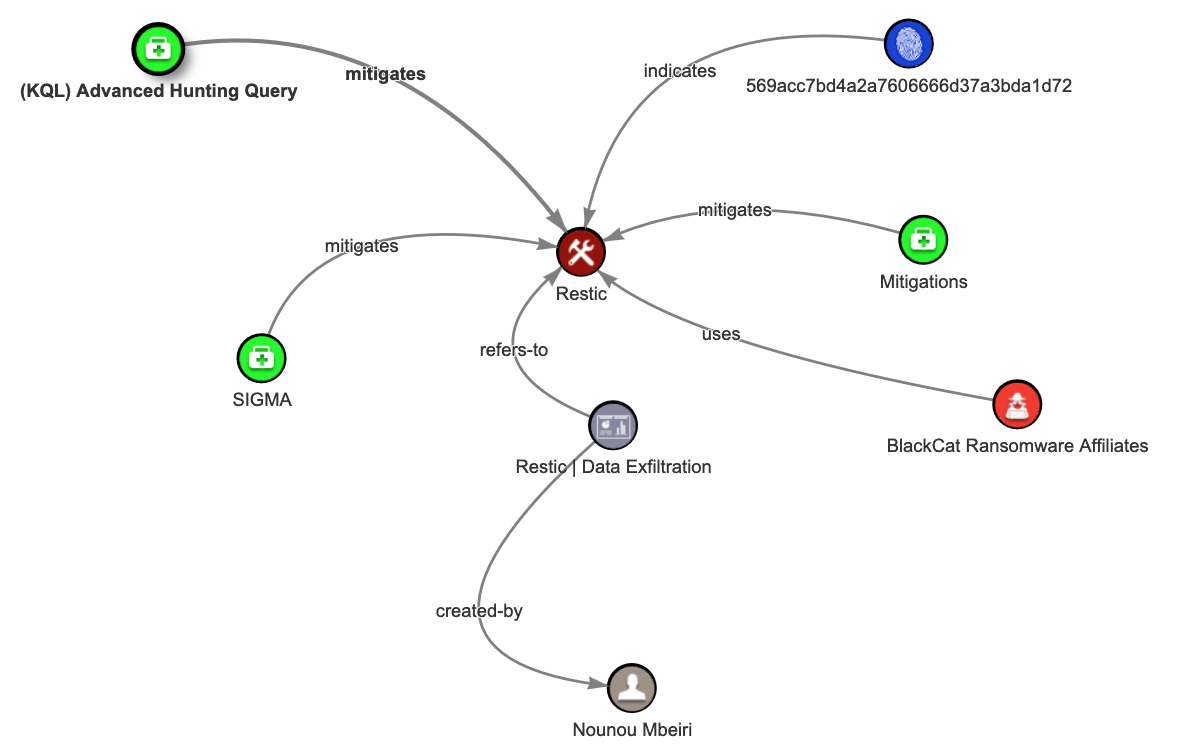 mitigates
(KQL) Advanced Hunting Query
indicates
569acc7bd4a2a7606666d37a3bda1d72
mitigates
Mitigations
mitigates
Restic
uses
refers-to
SIGMA
BlackCat Ransomware Affiliates
Restic | Data Exfiltration
created-by
Nounou Mbeiri